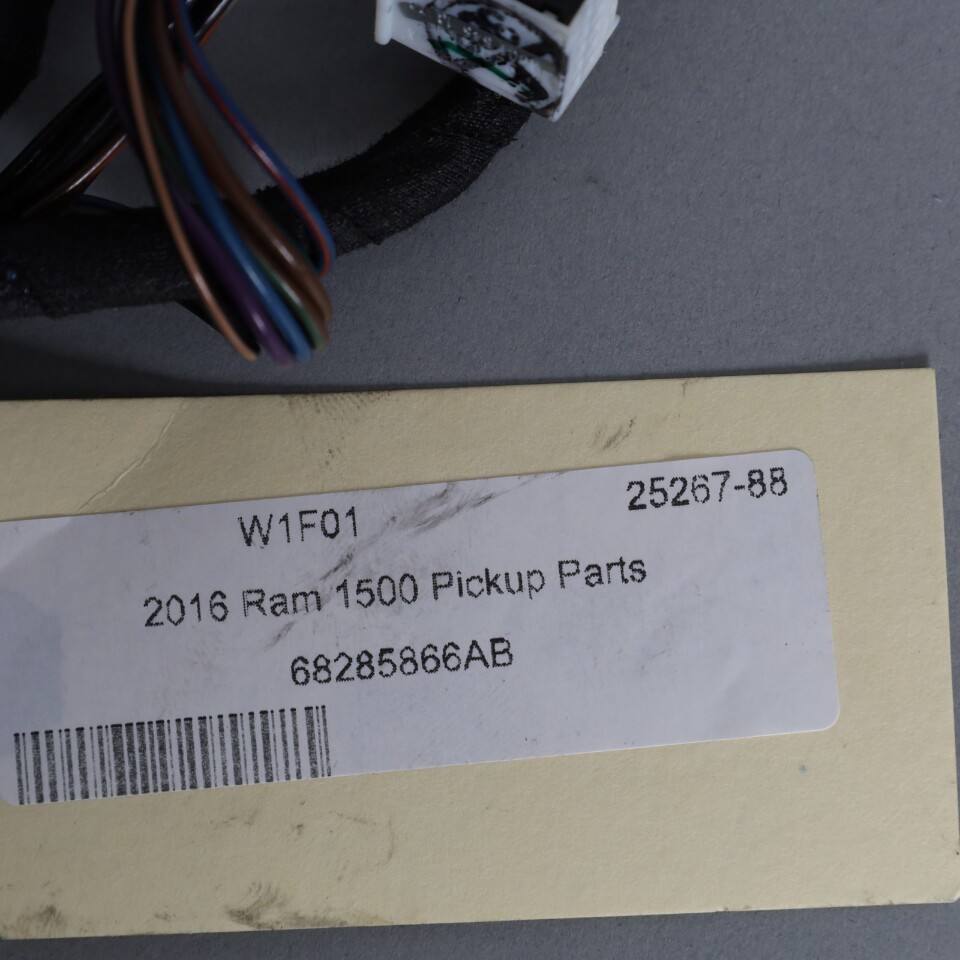 W1F01 25267-88
2016 Ram 1500 Pickup Parts
68285866AB